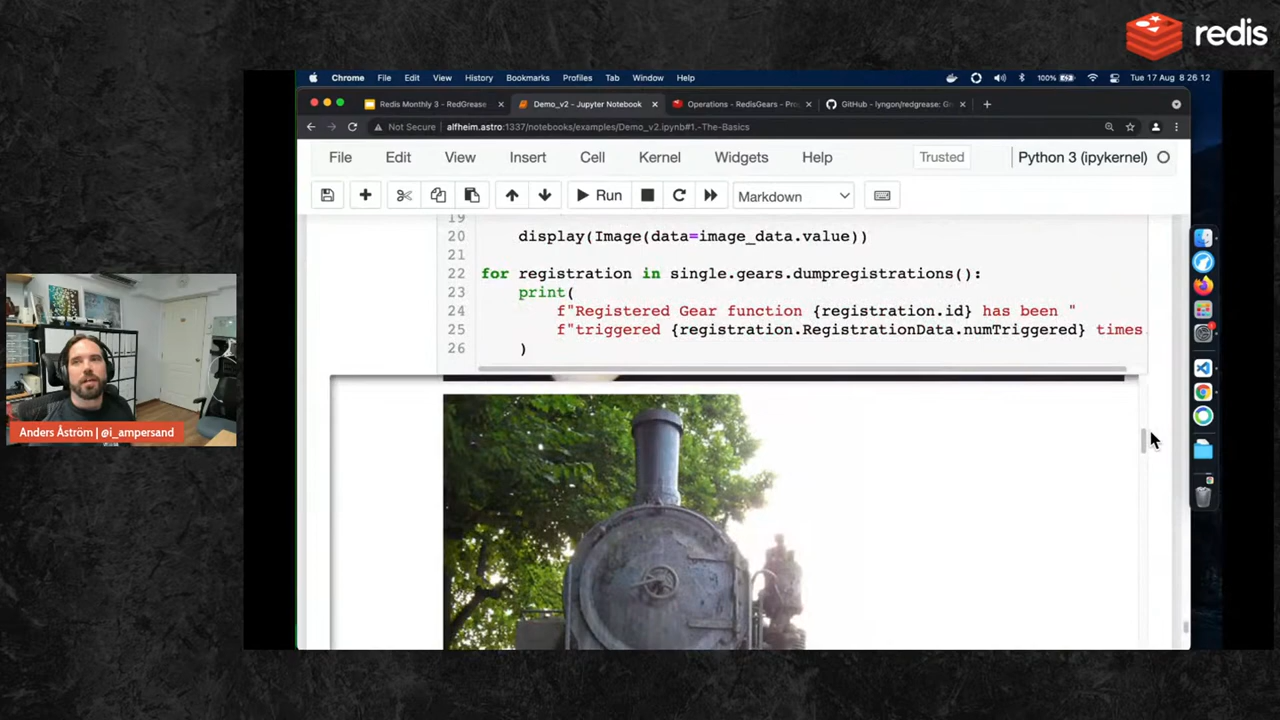 redis
Chrome File Edit View History Bookmarks Profiles Tab Window Help 100% Tue 17 Aug 8 26 12
Redis Monthly 3 - RedGrease Demo_v2 - Jupyter Notebook Operations - RedisGears - Pro GitHub - lyngon/redgrease: G
Not Secure alfheim.astro:1337/notebooks/examples/Demo_v2.ipynb#1.-The-Basics
File Edit View Insert Cell Kernel Widgets Help Trusted Python 3 (ipykernel)
Run Markdown
19
20 display(Image(data=image_data.value))
21
22 for registration in single.gears.dumpregistrations():
23 print(
24 f"Registered Gear function {registration.id} has been "
25 f"triggered {registration.RegistrationData.numTriggered} times
26 )
Anders Åström | @i_ampersand